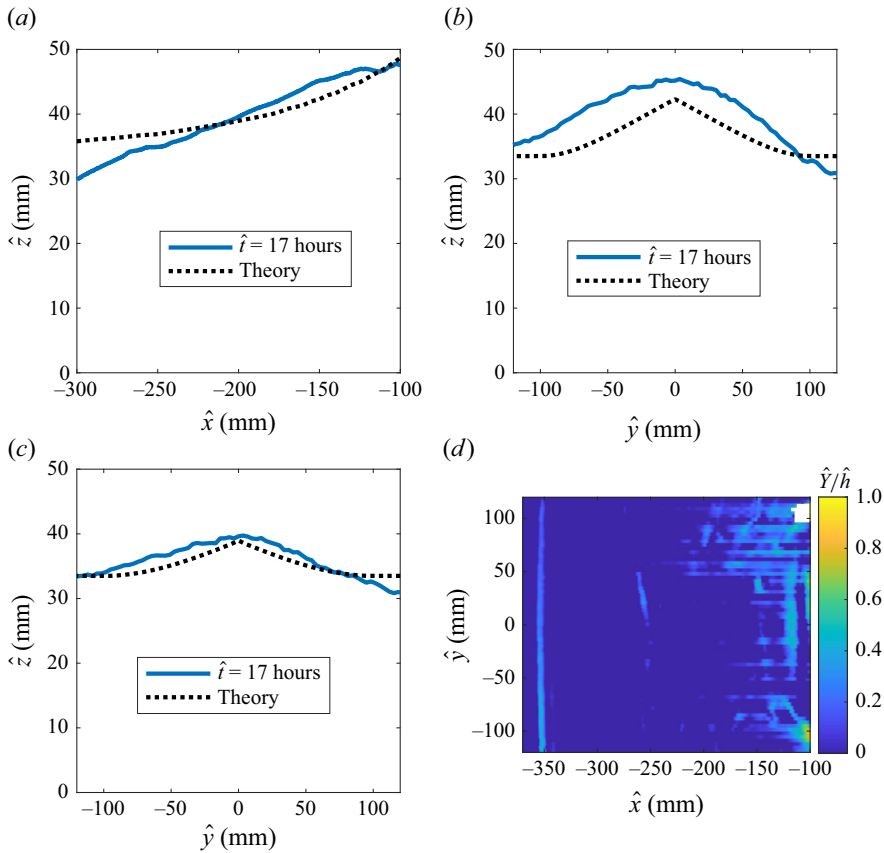 (a)
50
40
30
20
10
0
ẑ (mm)
t̂ = 17 hours
Theory
–300
–250
–200
–150
–100
x̂ (mm)
(b)
50
40
30
20
10
0
ẑ (mm)
t̂ = 17 hours
Theory
–100
–50
0
50
100
ŷ (mm)
(c)
50
40
30
20
10
0
ẑ (mm)
t̂ = 17 hours
Theory
–100
–50
0
50
100
ŷ (mm)
(d)
100
50
0
–50
–100
ŷ (mm)
–350
–300
–250
–200
–150
–100
x̂ (mm)
Ŷ/ĥ
1.0
0.8
0.6
0.4
0.2
0